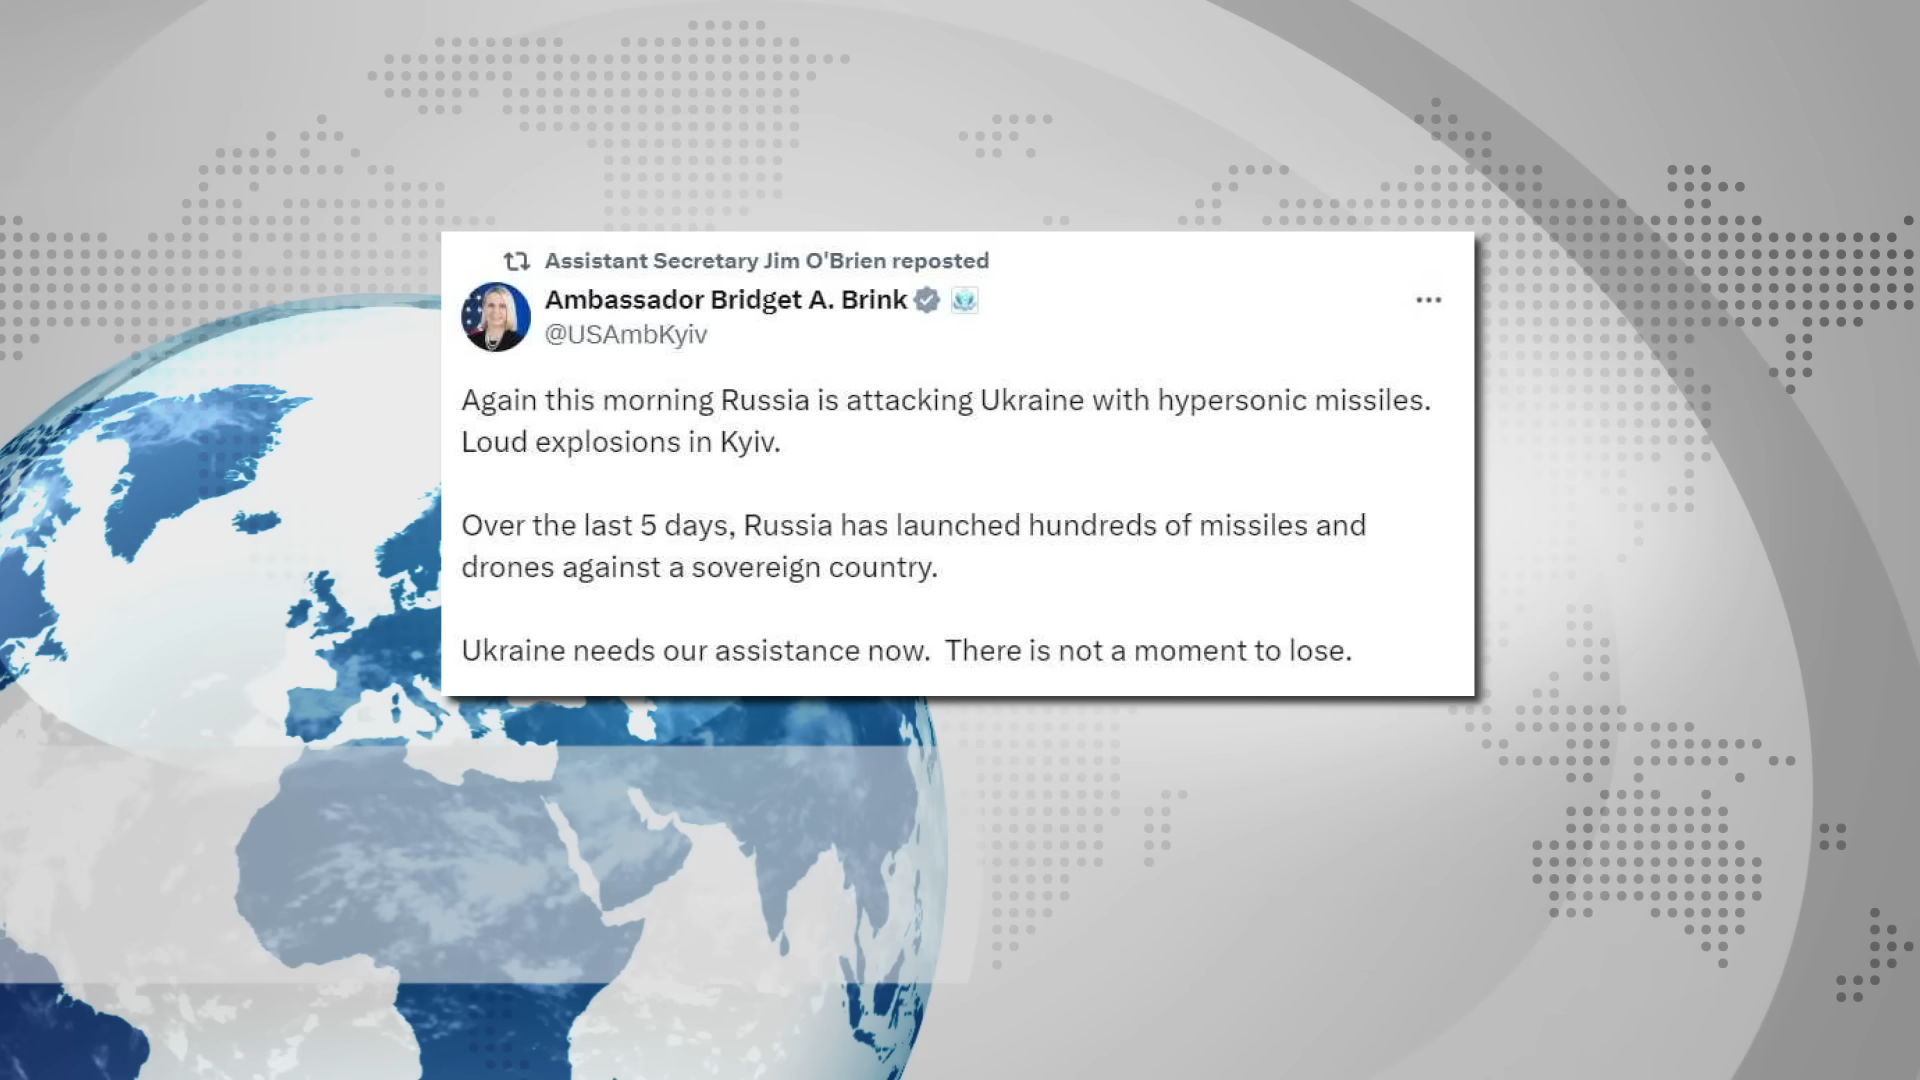 Assistant Secretary Jim O'Brien reposted
Ambassador Bridget A. Brink
@USAmbKyiv
Again this morning Russia is attacking Ukraine with hypersonic missiles.
Loud explosions in Kyiv.
Over the last 5 days, Russia has launched hundreds of missiles and
drones against a sovereign country.
Ukraine needs our assistance now.  There is not a moment to lose.